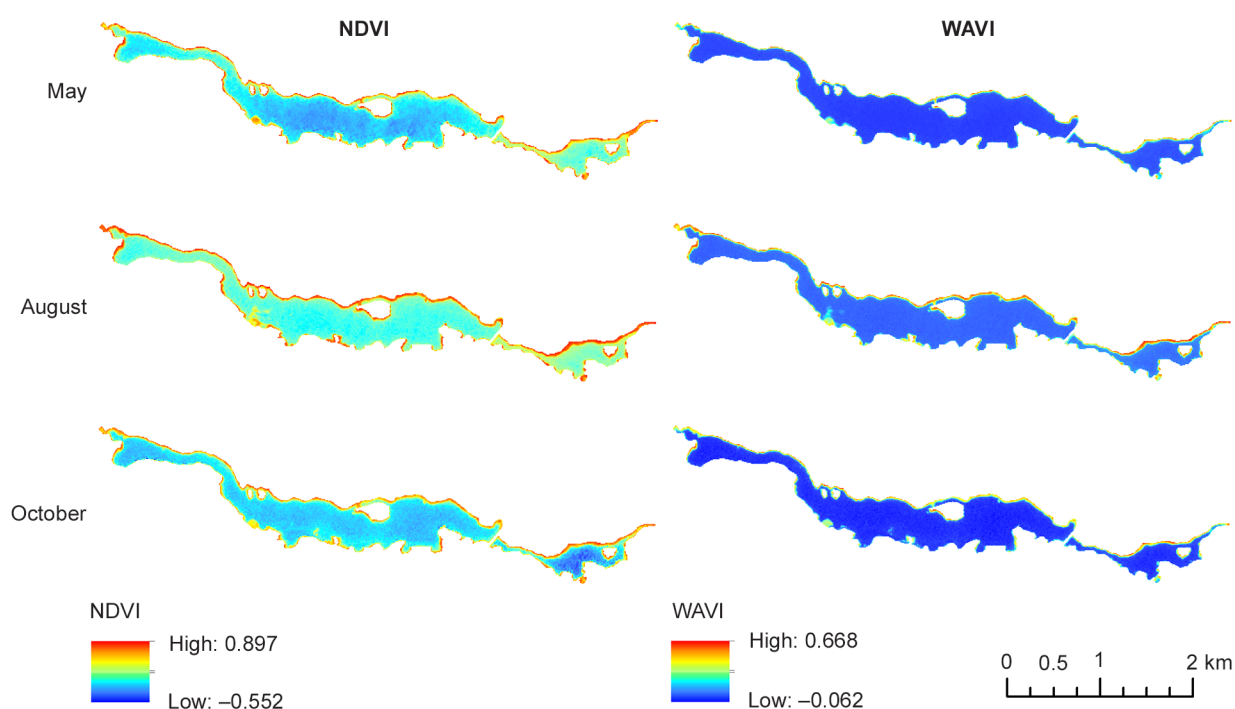 NDVI WAVI
May
August
October
NDVI
High: 0.897
Low: –0.552
WAVI
High: 0.668
Low: –0.062
0 0.5 1 2 km